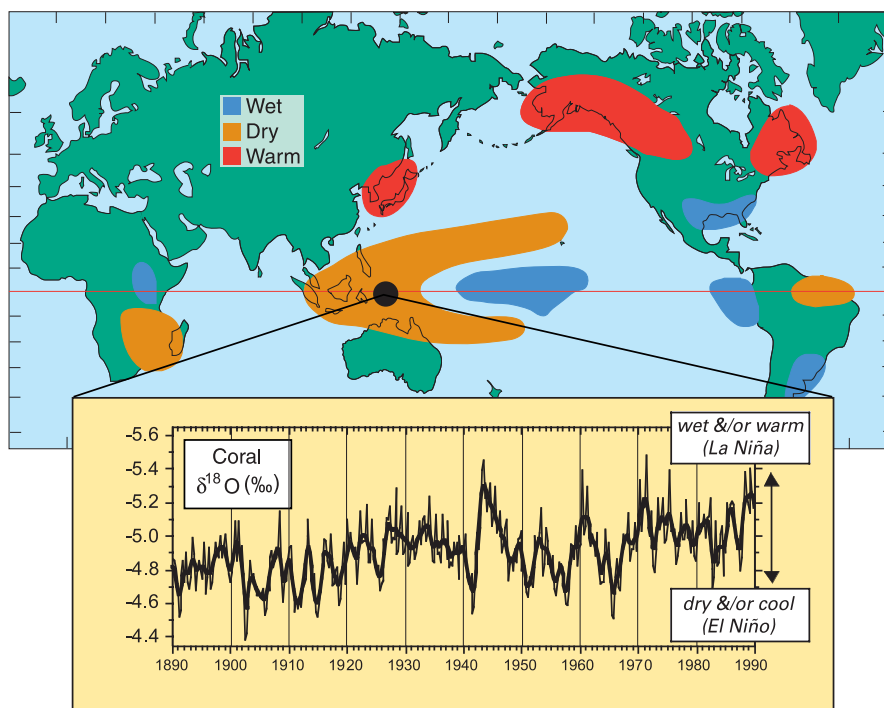 Wet
Dry
Warm
-5.6
-5.4
-5.2
-5.0
-4.8
-4.6
-4.4
Coral
δ¹⁸O (‰)
wet &/or warm
(La Niña)
dry &/or cool
(El Niño)
1890 1900 1910 1920 1930 1940 1950 1960 1970 1980 1990